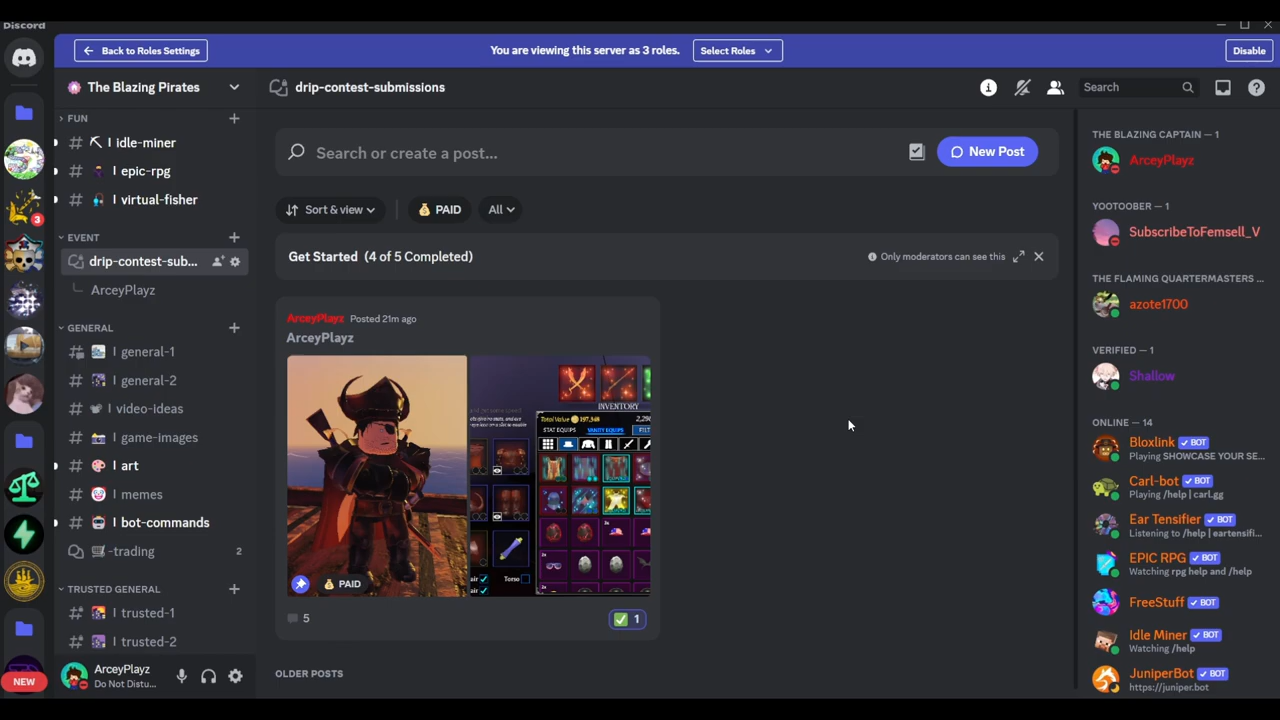 Discord
Back to Roles Settings
You are viewing this server as 3 roles.
Select Roles
Disable
The Blazing Pirates
drip-contest-submissions
Search
FUN
idle-miner
epic-rpg
virtual-fisher
EVENT
drip-contest-sub...
ArceyPlayz
GENERAL
general-1
general-2
video-ideas
game-images
art
memes
bot-commands
-trading
2
TRUSTED GENERAL
trusted-1
trusted-2
3
NEW
ArceyPlayz
Do Not Distu...
Search or create a post...
New Post
Sort & view
PAID
All
Get Started (4 of 5 Completed)
Only moderators can see this
ArceyPlayz Posted 21m ago
ArceyPlayz
INVENTORY
Total Value 197,348
STAT EQUIPS VANITY EQUIPS
Torso
PAID
5
1
OLDER POSTS
THE BLAZING CAPTAIN — 1
ArceyPlayz
YOOTOOBER — 1
SubscribeToFemsell_V
THE FLAMING QUARTERMASTERS ...
azote1700
VERIFIED — 1
Shallow
ONLINE — 14
Bloxlink BOT
Playing SHOWCASE YOUR SE...
Carl-bot BOT
Playing /help | carl.gg
Ear Tensifier BOT
Listening to /help | eartensifi...
EPIC RPG BOT
Watching rpg help and /help
FreeStuff BOT
Idle Miner BOT
Watching /help
JuniperBot BOT
https://juniper.bot